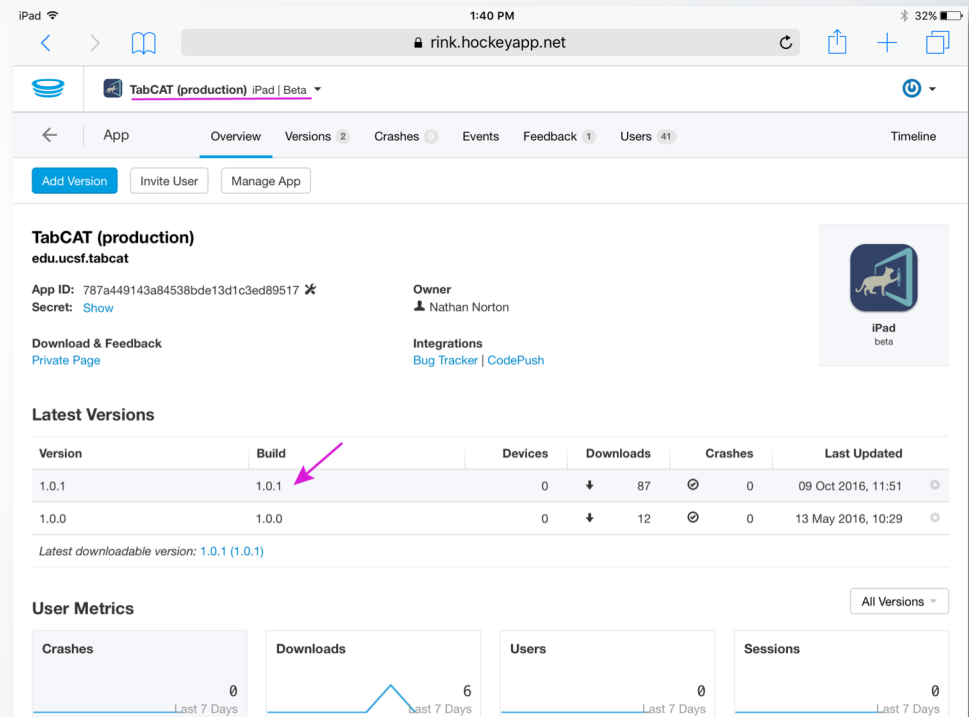 iPad 1:40 PM 32%
rink.hockeyapp.net
TabCAT (production) iPad | Beta
App Overview Versions 2 Crashes 0 Events Feedback 1 Users 41 Timeline
Add Version Invite User Manage App
TabCAT (production)
edu.ucsf.tabcat
App ID: 787a449143a84538bde13d1c3ed89517
Secret: Show
Owner
Nathan Norton
Download & Feedback
Private Page
Integrations
Bug Tracker | CodePush
iPad
beta
Latest Versions
Version Build Devices Downloads Crashes Last Updated
1.0.1 1.0.1 0 87 0 09 Oct 2016, 11:51
1.0.0 1.0.0 0 12 0 13 May 2016, 10:29
Latest downloadable version: 1.0.1 (1.0.1)
User Metrics All Versions
Crashes Downloads Users Sessions
0 6 0 0
Last 7 Days Last 7 Days Last 7 Days Last 7 Days